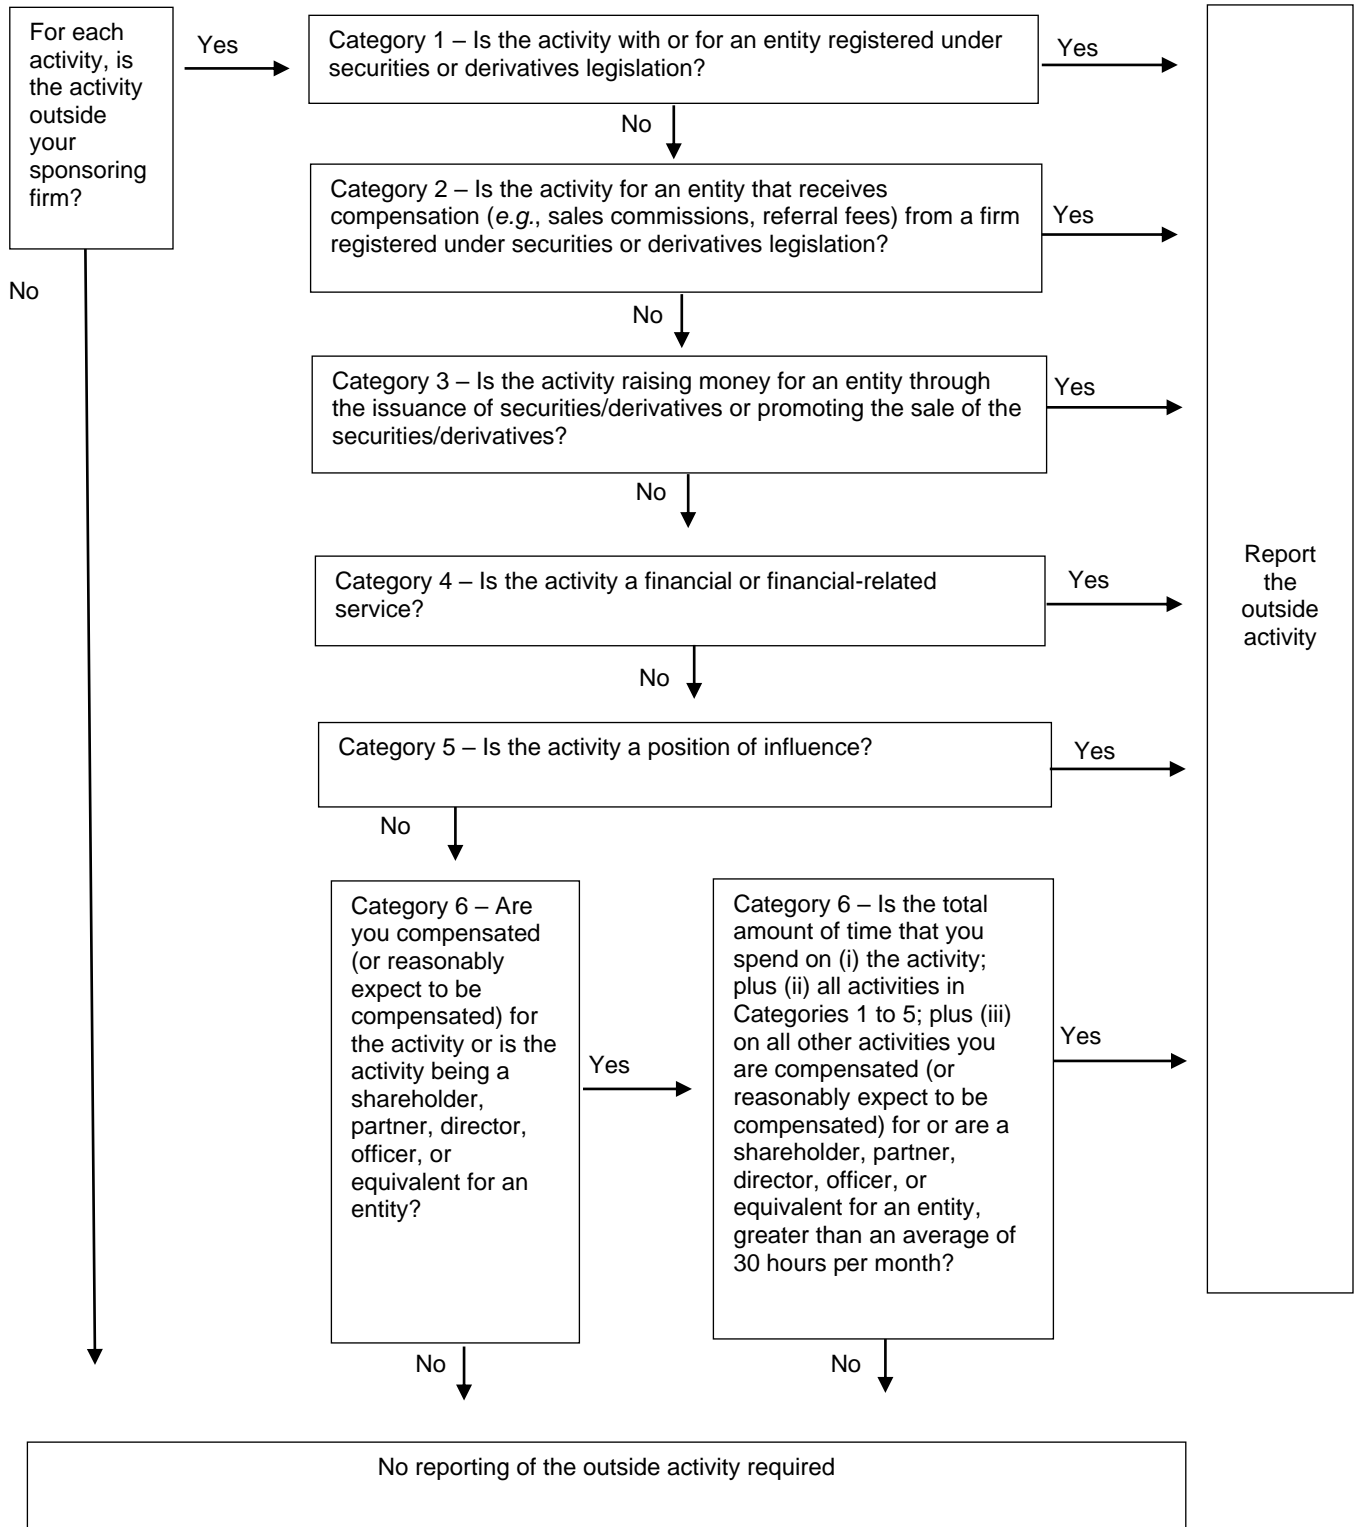 For each
activity, is
the activity
outside
your
sponsoring
firm?
Yes
No
Category 1 – Is the activity with or for an entity registered under
securities or derivatives legislation?
Yes
No
Category 2 – Is the activity for an entity that receives
compensation (e.g., sales commissions, referral fees) from a firm
registered under securities or derivatives legislation?
Yes
No
Category 3 – Is the activity raising money for an entity through
the issuance of securities/derivatives or promoting the sale of the
securities/derivatives?
Yes
No
Category 4 – Is the activity a financial or financial-related
service?
Yes
No
Category 5 – Is the activity a position of influence?
Yes
No
Category 6 – Are
you compensated
(or reasonably
expect to be
compensated) for
the activity or is the
activity being a
shareholder,
partner, director,
officer, or
equivalent for an
entity?
Yes
No
Category 6 – Is the total
amount of time that you
spend on (i) the activity;
plus (ii) all activities in
Categories 1 to 5; plus (iii)
on all other activities you
are compensated (or
reasonably expect to be
compensated) for or are a
shareholder, partner,
director, officer, or
equivalent for an entity,
greater than an average of
30 hours per month?
Yes
No
Report
the
outside
activity
No reporting of the outside activity required